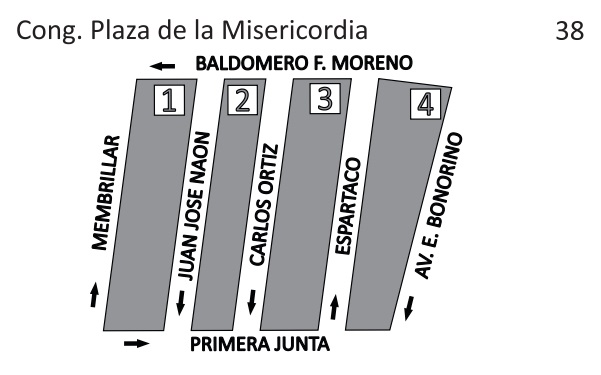 Cong. Plaza de la Misericordia
38
BALDOMERO F. MORENO
1
2
3
4
MEMBRILLAR
JUAN JOSE NAON
CARLOS ORTIZ
ESPARTACO
AV. E. BONORINO
PRIMERA JUNTA